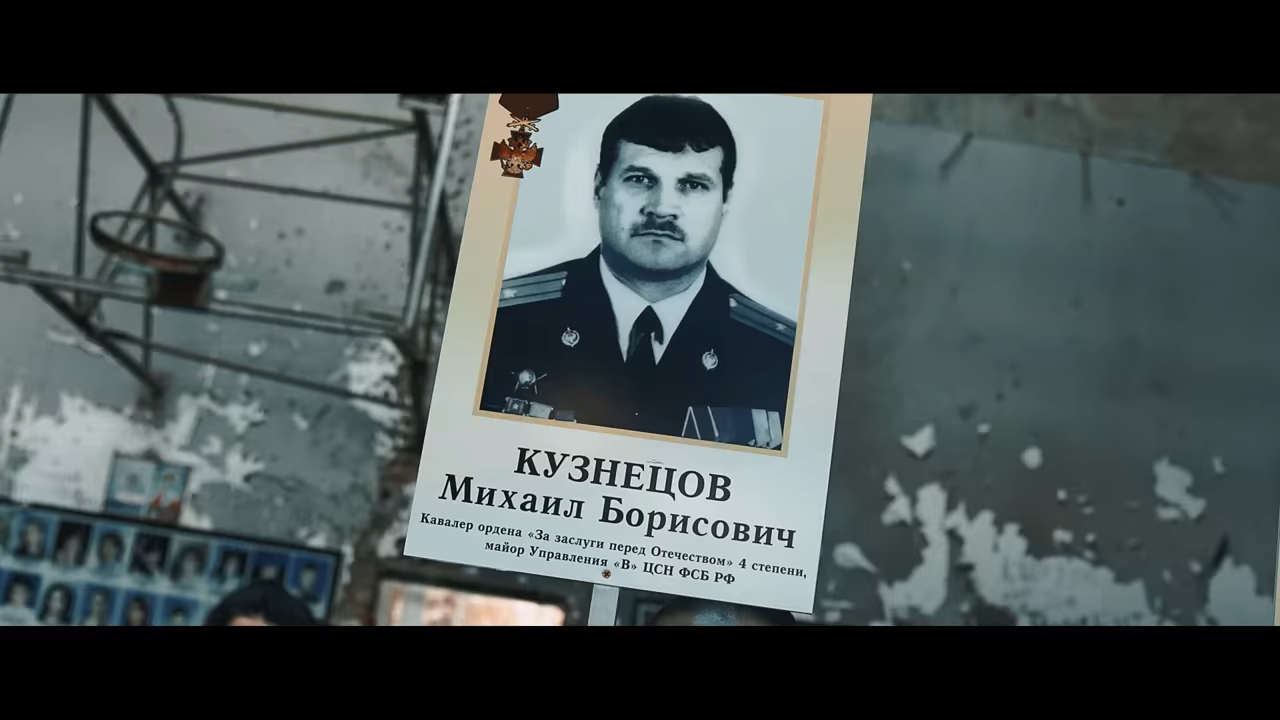 КУЗНЕЦОВ
Михаил Борисович
Кавалер ордена «За заслуги перед Отечеством» 4 степени,
майор Управления «В» ЦСН ФСБ РФ